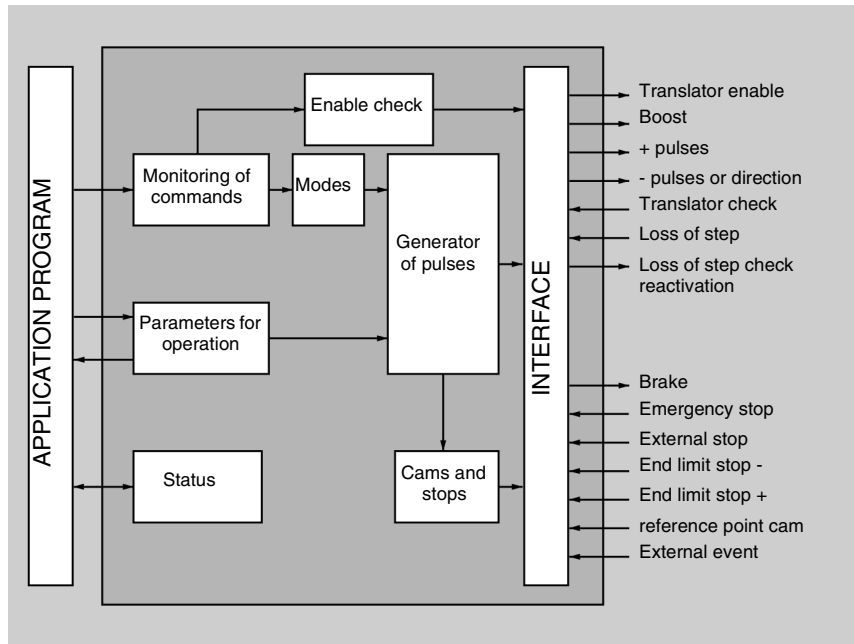 APPLICATION PROGRAM
Enable check
Monitoring of
commands
Modes
Generator
of pulses
Parameters for
operation
Status
Cams and
stops
INTERFACE
Translator enable
Boost
+ pulses
- pulses or direction
Translator check
Loss of step
Loss of step check
reactivation
Brake
Emergency stop
External stop
End limit stop -
End limit stop +
reference point cam
External event